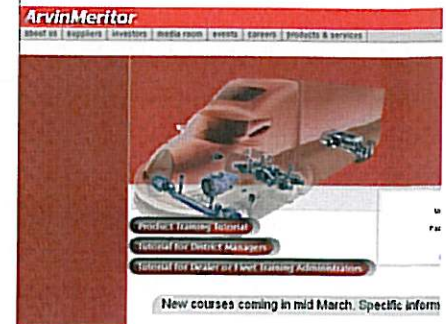 ArvinMeritor
about us | suppliers | investors | media room | events | careers | products & services
Product Training Tutorial
Tutorial for District Managers
Tutorial for Dealer or Fleet Training Administrators
New courses coming in mid March. Specific inform